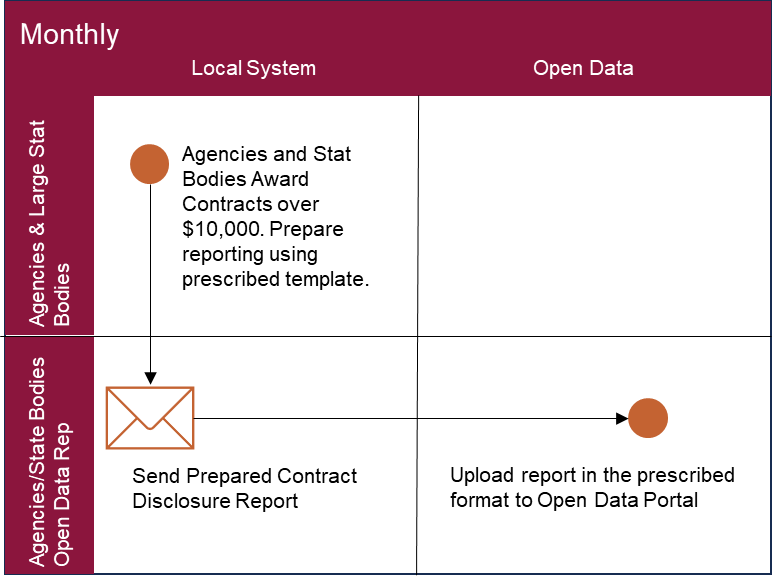 Monthly
Local System
Open Data
Agencies & Large Stat
Bodies
Agencies and Stat
Bodies Award
Contracts over
$10,000. Prepare
reporting using
prescribed template.
Agencies/State Bodies
Open Data Rep
Send Prepared Contract
Disclosure Report
Upload report in the prescribed
format to Open Data Portal